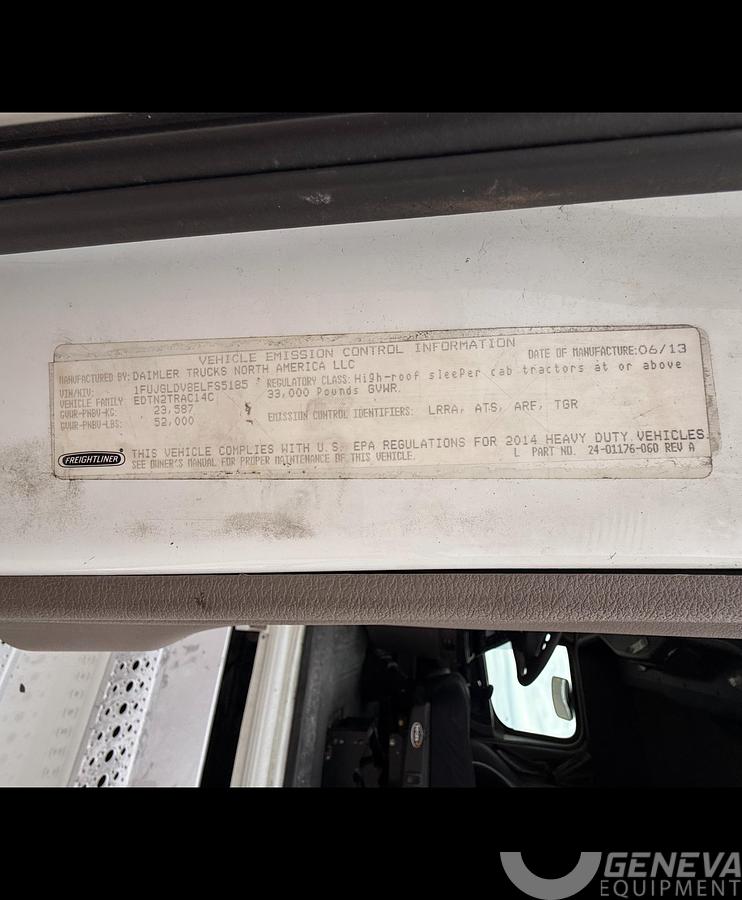 VEHICLE EMISSION CONTROL INFORMATION
DATE OF MANUFACTURE: 06/13
MANUFACTURED BY: DAIMLER TRUCKS NORTH AMERICA LLC
VIN/NIV: 1FUJGLDV8ELFS5185
REGULATORY CLASS: High-roof sleeper cab tractors at or above
33,000 Pounds GVWR.
VEHICLE FAMILY EDTN2TRAC14C
GVWR-PNBV-KG: 23,587
GVWR-PNBV-LBS: 52,000
EMISSION CONTROL IDENTIFIERS: LRRA, ATS, ARF, TGR
FREIGHTLINER
THIS VEHICLE COMPLIES WITH U.S. EPA REGULATIONS FOR 2014 HEAVY DUTY VEHICLES.
SEE OWNER'S MANUAL FOR PROPER MAINTENANCE OF THIS VEHICLE.
L PART NO. 24-01176-060 REV A
GENEVA
EQUIPMENT